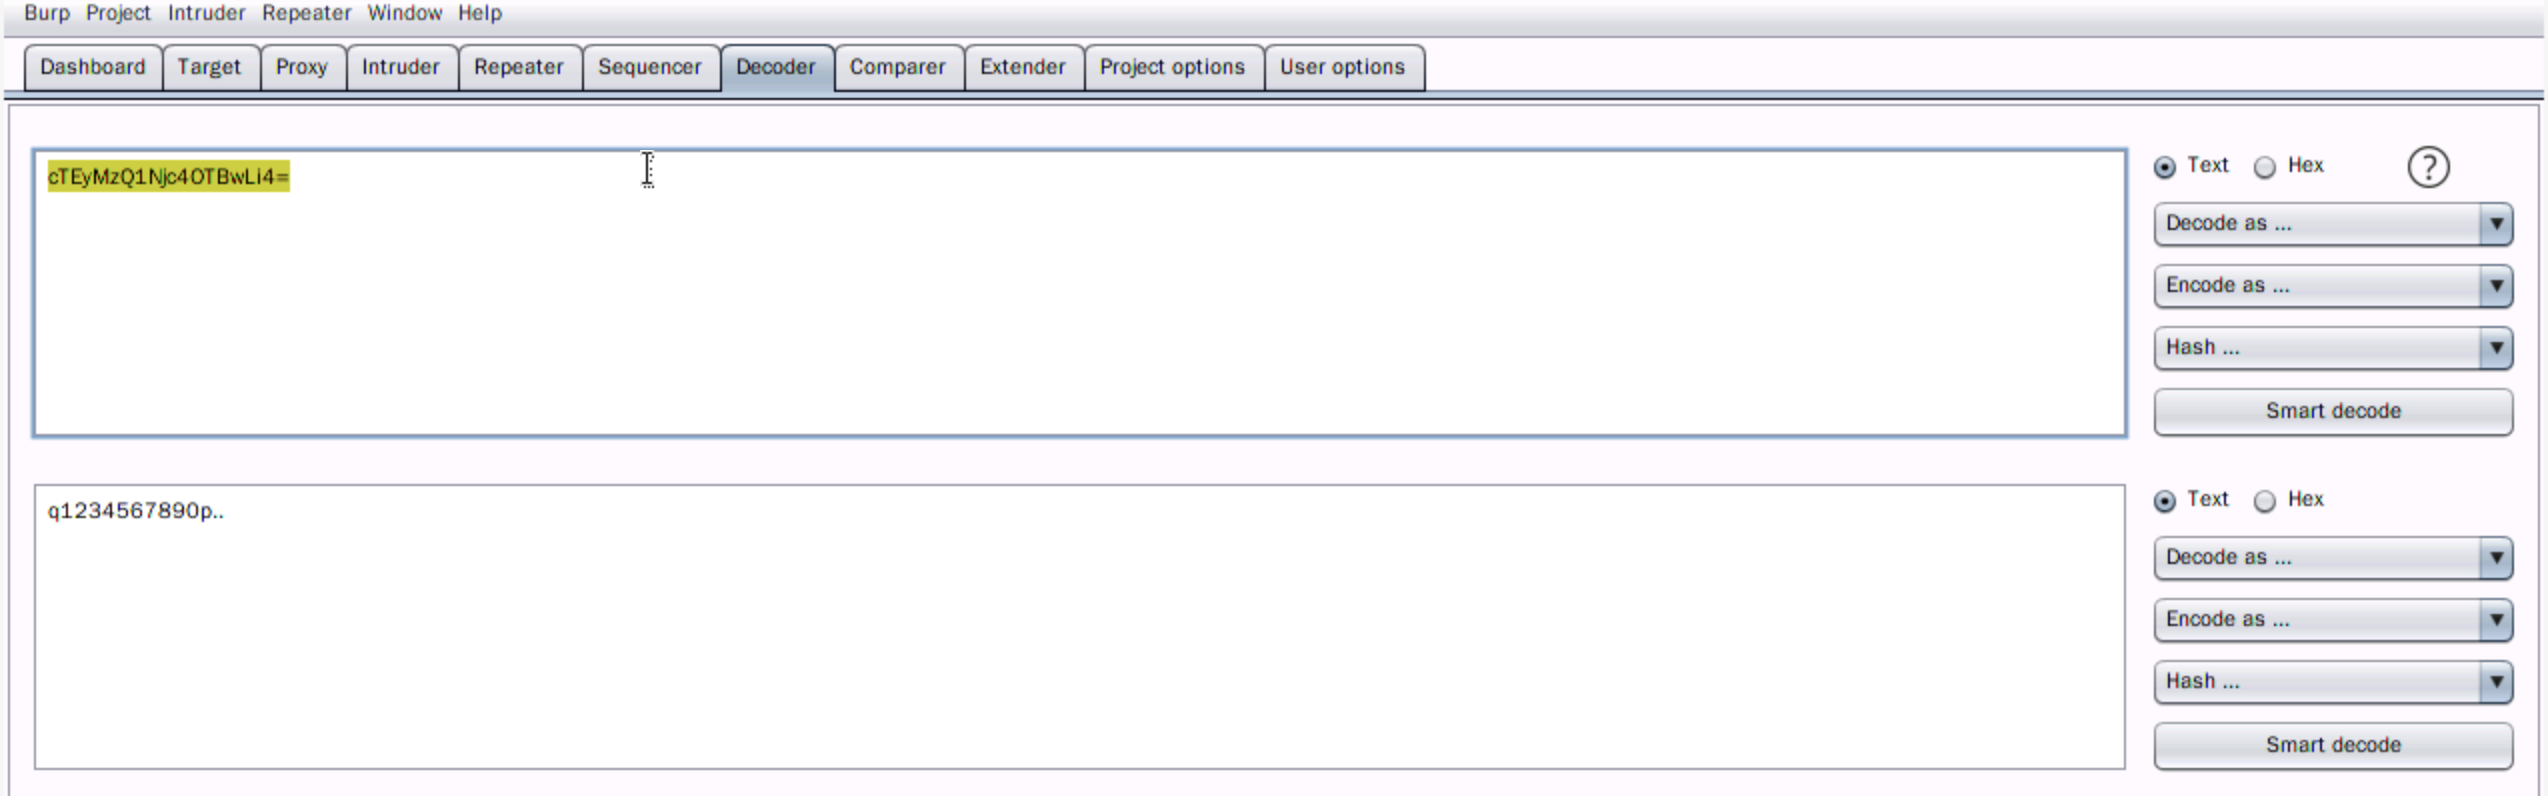 Burp Project Intruder Repeater Window Help
Dashboard Target Proxy Intruder Repeater Sequencer Decoder Comparer Extender Project options User options
cTEyMzQ1Njc4OTBwLi4=
Text Hex ?
Decode as ...
Encode as ...
Hash ...
Smart decode
q1234567890p..
Text Hex
Decode as ...
Encode as ...
Hash ...
Smart decode